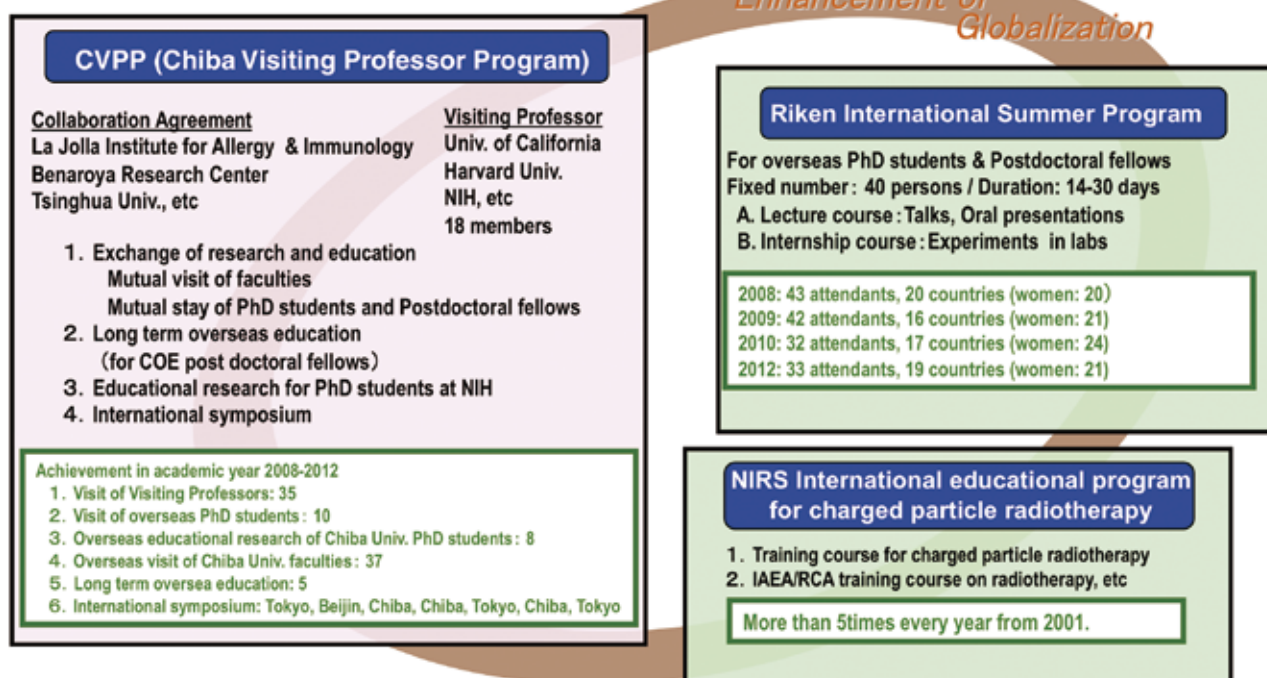 Enhancement of
Globalization
CVPP (Chiba Visiting Professor Program)
Collaboration Agreement
La Jolla Institute for Allergy & Immunology
Benaroya Research Center
Tsinghua Univ., etc
Visiting Professor
Univ. of California
Harvard Univ.
NIH, etc
18 members
1. Exchange of research and education
Mutual visit of faculties
Mutual stay of PhD students and Postdoctoral fellows
2. Long term overseas education
(for COE post doctoral fellows)
3. Educational research for PhD students at NIH
4. International symposium
Achievement in academic year 2008-2012
1. Visit of Visiting Professors: 35
2. Visit of overseas PhD students : 10
3. Overseas educational research of Chiba Univ. PhD students : 8
4. Overseas visit of Chiba Univ. faculties : 37
5. Long term oversea education: 5
6. International symposium: Tokyo, Beijin, Chiba, Chiba, Tokyo, Chiba, Tokyo
Riken International Summer Program
For overseas PhD students & Postdoctoral fellows
Fixed number : 40 persons / Duration: 14-30 days
A. Lecture course : Talks, Oral presentations
B. Internship course : Experiments in labs
2008: 43 attendants, 20 countries (women: 20)
2009: 42 attendants, 16 countries (women: 21)
2010: 32 attendants, 17 countries (women: 24)
2012: 33 attendants, 19 countries (women: 21)
NIRS International educational program
for charged particle radiotherapy
1. Training course for charged particle radiotherapy
2. IAEA/RCA training course on radiotherapy, etc
More than 5times every year from 2001.